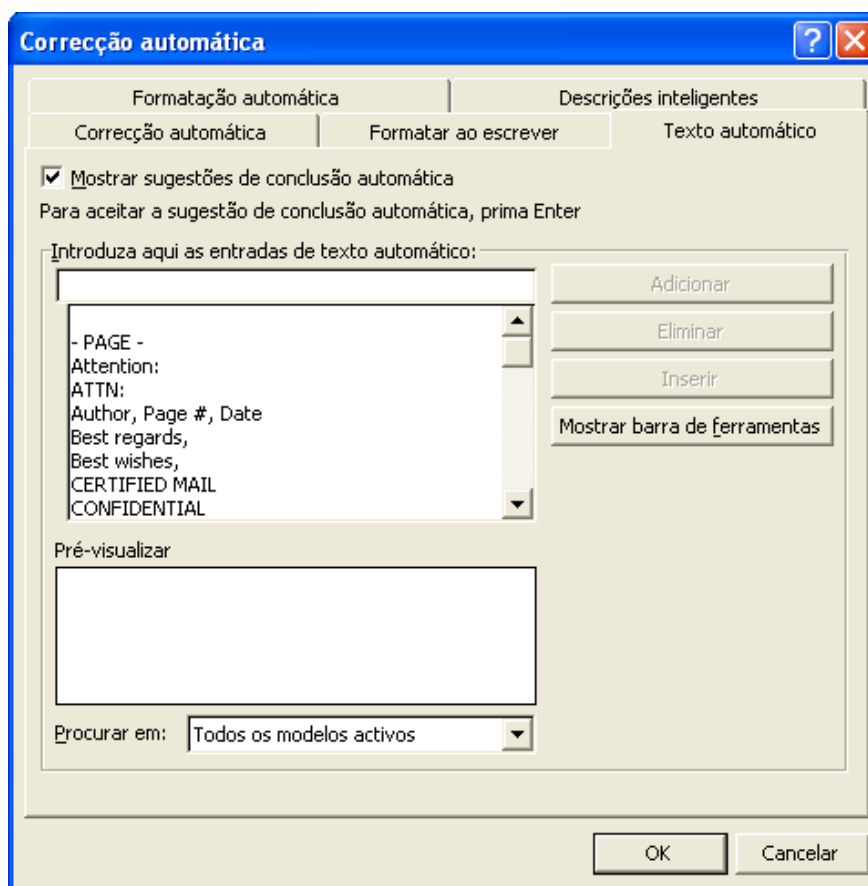 Correcção automática
Formatação automática
Descrições inteligentes
Correcção automática
Formatar ao escrever
Texto automático
Mostrar sugestões de conclusão automática
Para aceitar a sugestão de conclusão automática, prima Enter
Introduza aqui as entradas de texto automático:
Adicionar
- PAGE -
Eliminar
Attention:
ATTN:
Inserir
Author, Page #, Date
Best regards,
Mostrar barra de ferramentas
Best wishes,
CERTIFIED MAIL
CONFIDENTIAL
Pré-visualizar
Procurar em:
Todos os modelos activos
OK
Cancelar